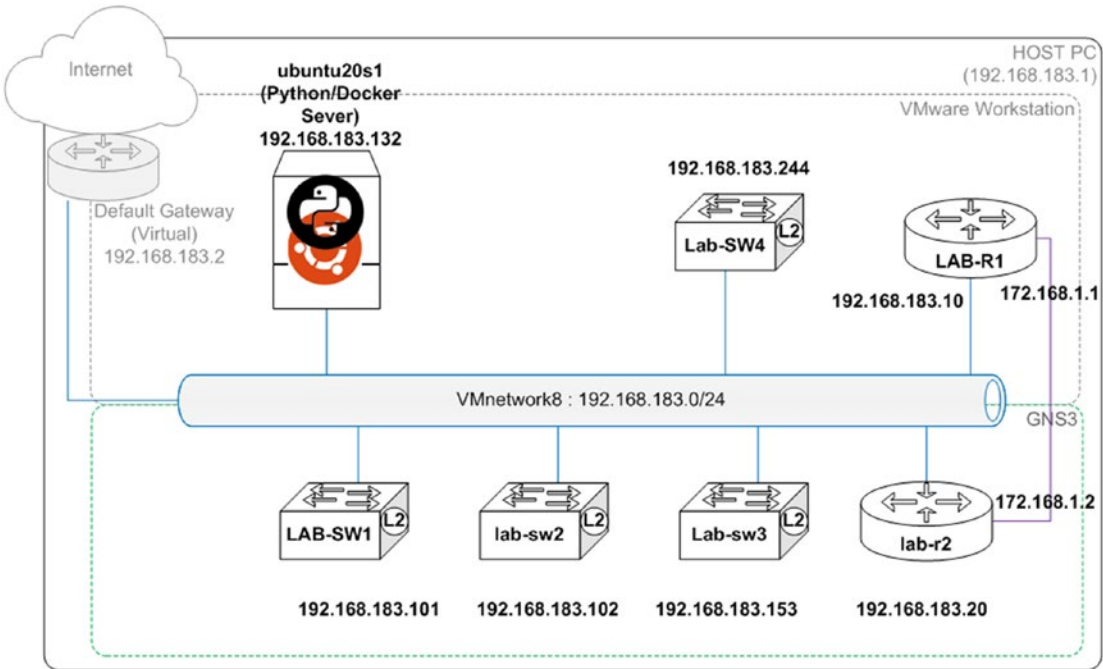 Internet
HOST PC
(192.168.183.1)
ubuntu20s1
(Python/Docker
Sever)
192.168.183.132
VMware Workstation
Default Gateway
(Virtual)
192.168.183.2
192.168.183.244
Lab-SW4
L2
LAB-R1
192.168.183.10
172.168.1.1
VMnetwork8 : 192.168.183.0/24
GNS3
LAB-SW1
L2
lab-sw2
L2
Lab-sw3
L2
lab-r2
172.168.1.2
192.168.183.101
192.168.183.102
192.168.183.153
192.168.183.20